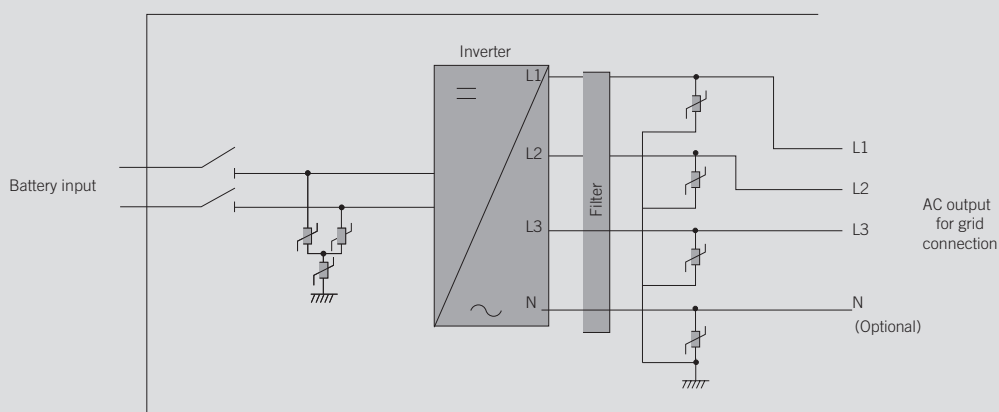 Inverter
L1
L2
L3
N
Filter
Battery input
L1
L2
L3
N
(Optional)
AC output
for grid
connection